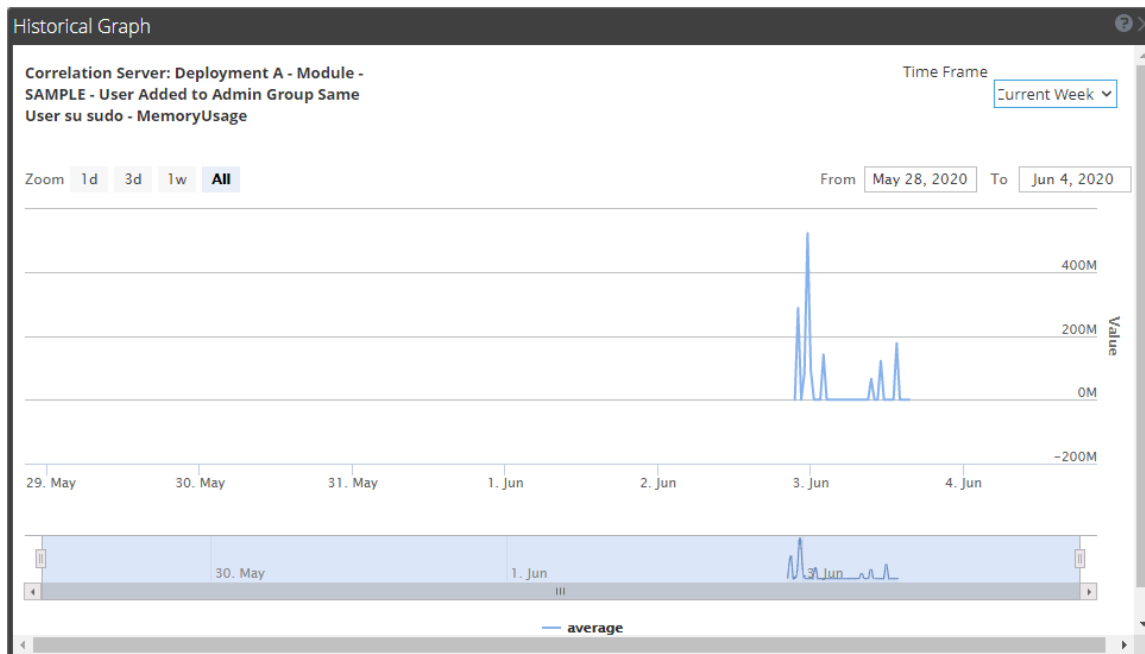 Historical Graph
Correlation Server: Deployment A - Module -
SAMPLE - User Added to Admin Group Same
User su sudo - MemoryUsage
Time Frame
Current Week
Zoom 1d 3d 1w All
From May 28, 2020 To Jun 4, 2020
400M
200M
0M
-200M
Value
29. May 30. May 31. May 1. Jun 2. Jun 3. Jun 4. Jun
30. May 1. Jun 3. Jun
average